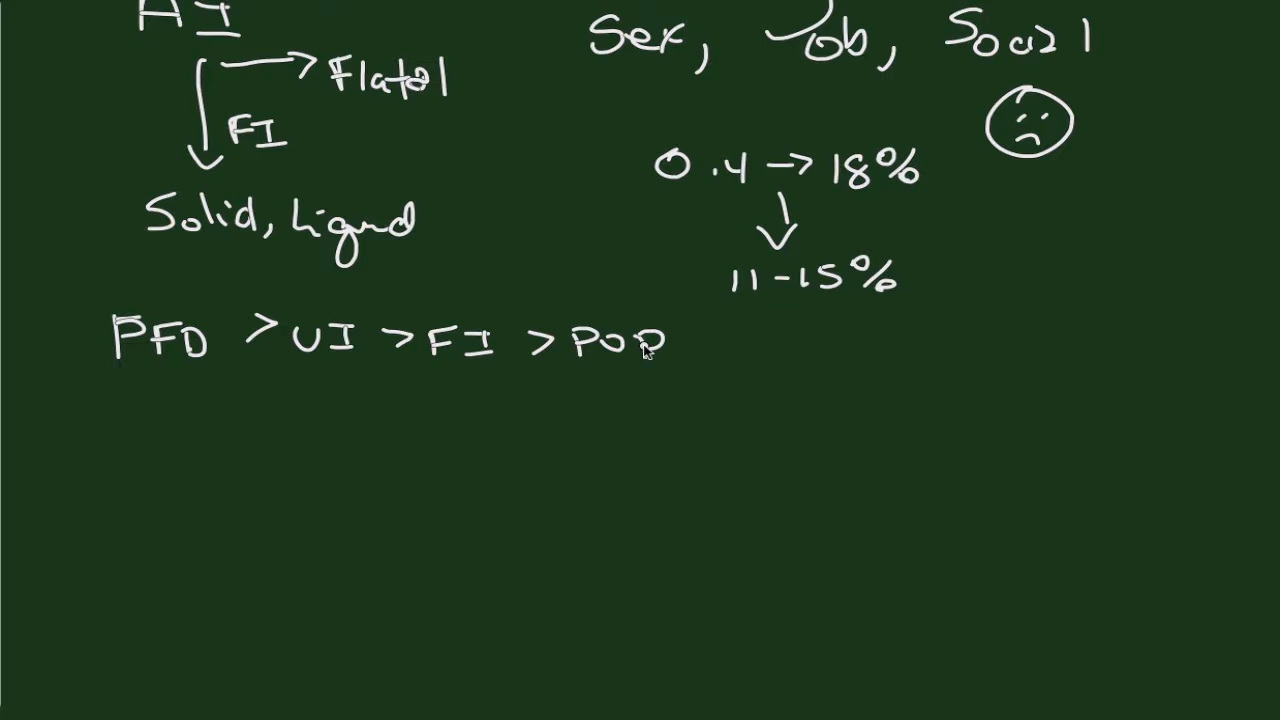 AI
Sex, Job, Social
→ Flatal
FI
0.4 → 18%
Solid, Liquid
11-15%
PFD > UI > FI > POP